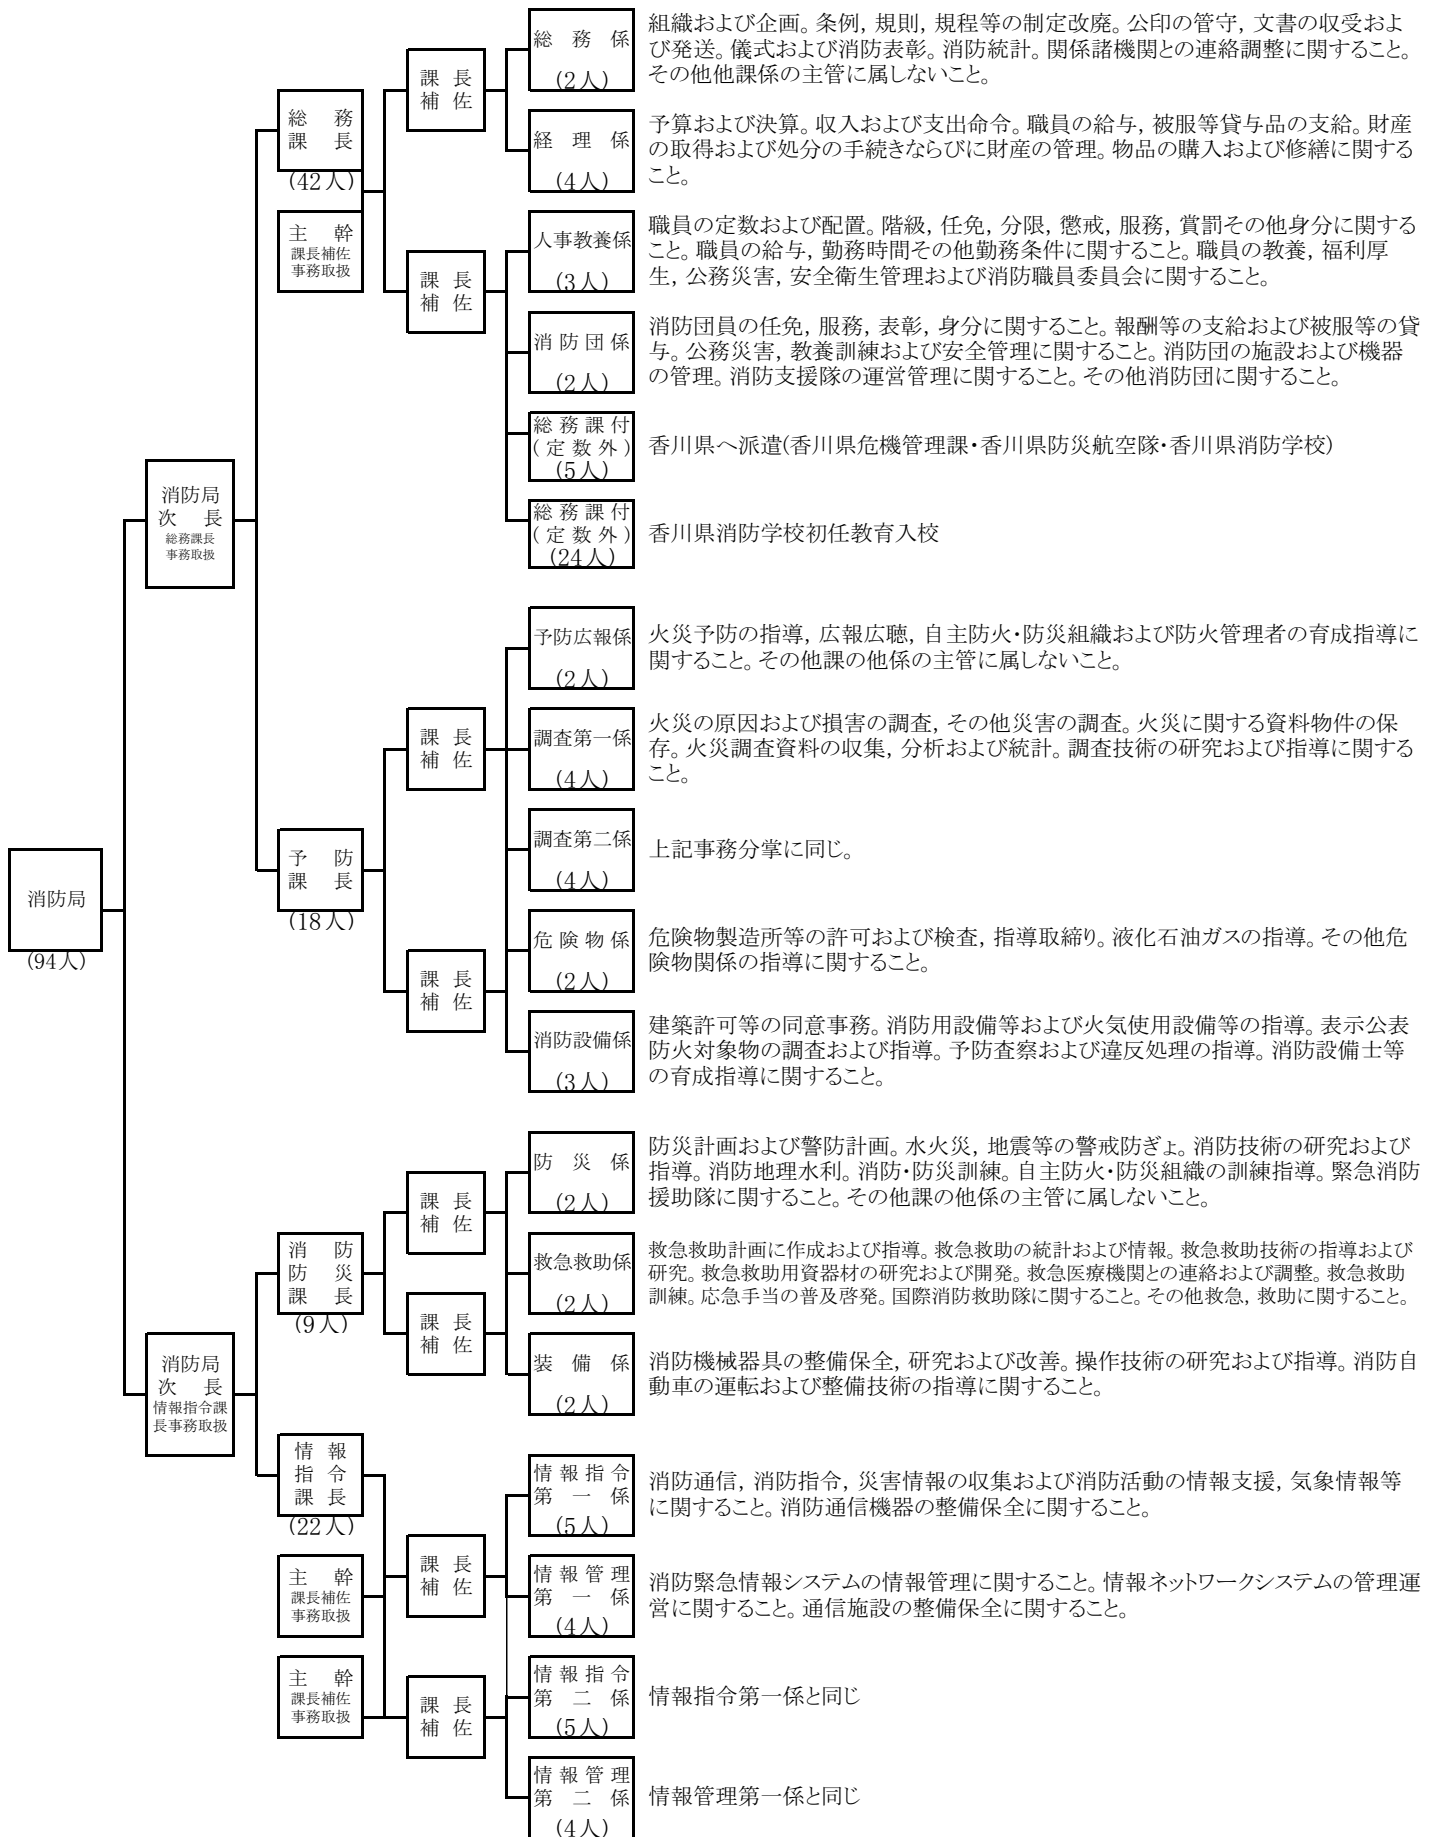 消防局
(94人)
消防局
次　長
総務課長
事務取扱
総　務
課　長
(42人)
主　幹
課長補佐
事務取扱
課 長
補 佐
総　務　係
(2人)
組織および企画。条例，規則，規程等の制定改廃。公印の管守，文書の収受およ
び発送。儀式および消防表彰。消防統計。関係諸機関との連絡調整に関すること。
その他他課係の主管に属しないこと。
経　理　係
(4人)
予算および決算。収入および支出命令。職員の給与，被服等貸与品の支給。財産
の取得および処分の手続きならびに財産の管理。物品の購入および修繕に関する
こと。
課 長
補 佐
人事教養係
(3人)
職員の定数および配置。階級，任免，分限，懲戒，服務，賞罰その他身分に関する
こと。職員の給与，勤務時間その他勤務条件に関すること。職員の教養，福利厚
生，公務災害，安全衛生管理および消防職員委員会に関すること。
消 防 団 係
(2人)
消防団員の任免，服務，表彰，身分に関すること。報酬等の支給および被服等の貸
与。公務災害，教養訓練および安全管理に関すること。消防団の施設および機器
の管理。消防支援隊の運営管理に関すること。その他消防団に関すること。
総 務 課 付
( 定 数 外 )
(5人)
香川県へ派遣(香川県危機管理課・香川県防災航空隊・香川県消防学校)
総 務 課 付
( 定 数 外 )
(24人)
香川県消防学校初任教育入校
予　防
課　長
(18人)
課 長
補 佐
予防広報係
(2人)
火災予防の指導，広報広聴，自主防火・防災組織および防火管理者の育成指導に
関すること。その他課の他係の主管に属しないこと。
調査第一係
(4人)
火災の原因および損害の調査，その他災害の調査。火災に関する資料物件の保
存。火災調査資料の収集，分析および統計。調査技術の研究および指導に関する
こと。
調査第二係
(4人)
上記事務分掌に同じ。
課 長
補 佐
危 険 物 係
(2人)
危険物製造所等の許可および検査，指導取締り。液化石油ガスの指導。その他危
険物関係の指導に関すること。
消防設備係
(3人)
建築許可等の同意事務。消防用設備等および火気使用設備等の指導。表示公表
防火対象物の調査および指導。予防査察および違反処理の指導。消防設備士等
の育成指導に関すること。
消防局
次　長
情報指令課
長事務取扱
消　防
防　災
課　長
(9人)
課 長
補 佐
課 長
補 佐
防　災　係
(2人)
防災計画および警防計画。水火災，地震等の警戒防ぎょ。消防技術の研究および
指導。消防地理水利。消防・防災訓練。自主防火・防災組織の訓練指導。緊急消防
援助隊に関すること。その他課の他係の主管に属しないこと。
救急救助係
(2人)
救急救助計画に作成および指導。救急救助の統計および情報。救急救助技術の指導および
研究。救急救助用資器材の研究および開発。救急医療機関との連絡および調整。救急救助
訓練。応急手当の普及啓発。国際消防救助隊に関すること。その他救急，救助に関すること。
装　備　係
(2人)
消防機械器具の整備保全，研究および改善。操作技術の研究および指導。消防自
動車の運転および整備技術の指導に関すること。
情　報
指　令
課　長
(22人)
主　幹
課長補佐
事務取扱
主　幹
課長補佐
事務取扱
課 長
補 佐
情 報 指 令
第　一　係
(5人)
消防通信，消防指令，災害情報の収集および消防活動の情報支援，気象情報等
に関すること。消防通信機器の整備保全に関すること。
情 報 管 理
第　一　係
(4人)
消防緊急情報システムの情報管理に関すること。情報ネットワークシステムの管理運
営に関すること。通信施設の整備保全に関すること。
課 長
補 佐
情 報 指 令
第　二　係
(5人)
情報指令第一係と同じ
情 報 管 理
第　二　係
(4人)
情報管理第一係と同じ